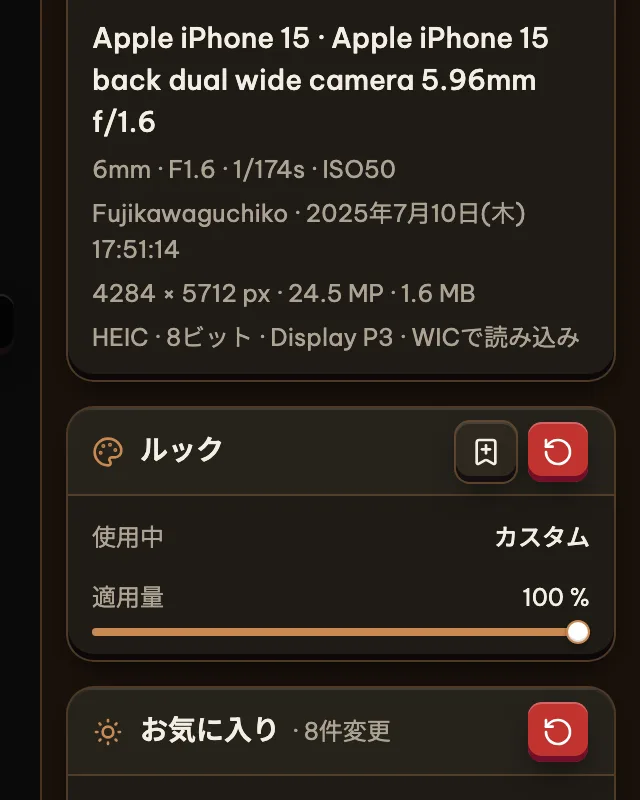 Apple iPhone 15 · Apple iPhone 15
back dual wide camera 5.96mm
f/1.6
6mm · F1.6 · 1/174s · ISO50
Fujikawaguchiko · 2025年7月10日(木)
17:51:14
4284 × 5712 px · 24.5 MP · 1.6 MB
HEIC · 8ビット · Display P3 · WICで読み込み
ルック
使用中 カスタム
適用量 100 %
お気に入り · 8件変更